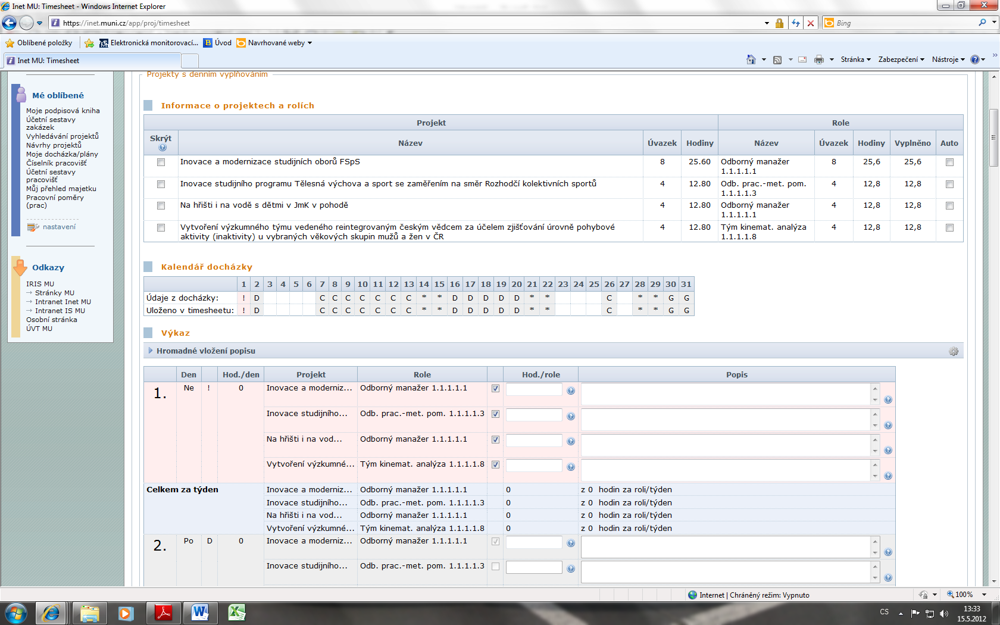 Inet MU: Timesheet - Windows Internet Explorer
https://inet.muni.cz/app/proj/timesheet
Bing
Oblíbené položky Elektronická monitorovací... Úvod Navrhované weby
Inet MU: Timesheet
Stránka Zabezpečení Nástroje
Mé oblíbené
Moje podpisová kniha
Účetní sestavy
zakázek
Vyhledávání projektů
Návrhy projektů
Moje docházka/plány
Číselník pracovišť
Účetní sestavy
pracovišť
Můj přehled majetku
Pracovní poměry
(prac)
nastavení
Odkazy
IRIS MU
→ Stránky MU
→ Intranet Inet MU
→ Intranet IS MU
Osobní stránka
ÚVT MU
Projekty s denním vyplňováním
Informace o projektech a rolích
Projekt Role
Skrýt Název Úvazek Hodiny Název Úvazek Hodiny Vyplněno Auto
Inovace a modernizace studijních oborů FSpS 8 25.60 Odborný manažer 8 25,6 25,6
1.1.1.1.1
Inovace studijního programu Tělesná výchova a sport se zaměřením na směr Rozhodčí kolektivních sportů 4 12.80 Odb. prac.-met. pom. 4 12,8 12,8
1.1.1.1.3
Na hřišti i na vodě s dětmi v JmK v pohodě 4 12.80 Odborný manažer 4 12,8 12,8
1.1.1.1.1
Vytvoření výzkumného týmu vedeného reintegrovaným českým vědcem za účelem zjišťování úrovně pohybové 4 12.80 Tým kinemat. analýza 4 12,8 12,8
aktivity (inaktivity) u vybraných věkových skupin mužů a žen v ČR 1.1.1.1.8
Kalendář docházky
1 2 3 4 5 6 7 8 9 10 11 12 13 14 15 16 17 18 19 20 21 22 23 24 25 26 27 28 29 30 31
Údaje z docházky: ! D C C C C C C C * * D D D D D * * C * * G G
Uloženo v timesheetu: ! D C C C C C C C * * D D D D D * * C * * G G
Výkaz
Hromadné vložení popisu
Den Hod./den Projekt Role Hod./role Popis
1. Ne ! 0 Inovace a moderniz... Odborný manažer 1.1.1.1.1
Inovace studijního... Odb. prac.-met. pom. 1.1.1.1.3
Na hřišti i na vod... Odborný manažer 1.1.1.1.1
Vytvoření výzkumné... Tým kinemat. analýza 1.1.1.1.8
Celkem za týden Inovace a moderniz... Odborný manažer 1.1.1.1.1 0 z 0 hodin za roli/týden
Inovace studijního... Odb. prac.-met. pom. 1.1.1.1.3 0 z 0 hodin za roli/týden
Na hřišti i na vod... Odborný manažer 1.1.1.1.1 0 z 0 hodin za roli/týden
Vytvoření výzkumné... Tým kinemat. analýza 1.1.1.1.8 0 z 0 hodin za roli/týden
2. Po D 0 Inovace a moderniz... Odborný manažer 1.1.1.1.1
Inovace studijního... Odb. prac.-met. pom. 1.1.1.1.3
Internet | Chráněný režim: Vypnuto 100%
CS 13:33
15.5.2012